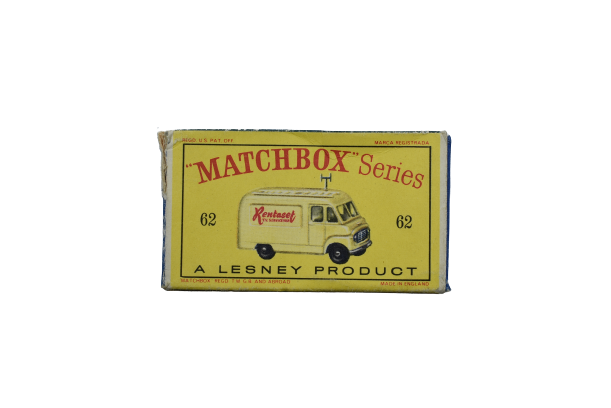 REGD U.S PAT. OFF.
MARCA REGISTRADA
"MATCHBOX" Series
Rentaset
62
62
A LESNEY PRODUCT
MATCHBOX REGD T.M. G.B AND ABROAD
MADE IN ENGLAND